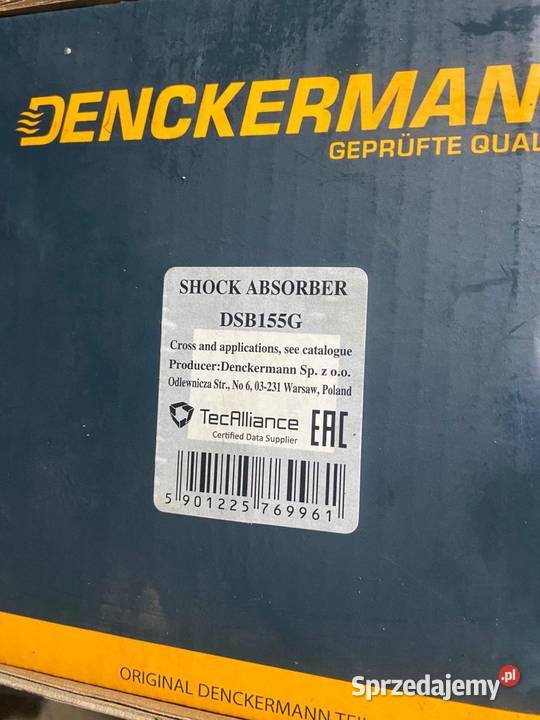 DENCKERMAN
GEPRÜFTE QUAL
SHOCK ABSORBER
DSB155G
Cross and applications, see catalogue
Producer:Denckermann Sp. z o.o.
Odlewnicza Str., No 6, 03-231 Warsaw, Poland
TecAlliance
Certified Data Supplier
EAC
5 901225 769961
ORIGINAL DENCKERMANN TEIL
Sprzedajemy.pl